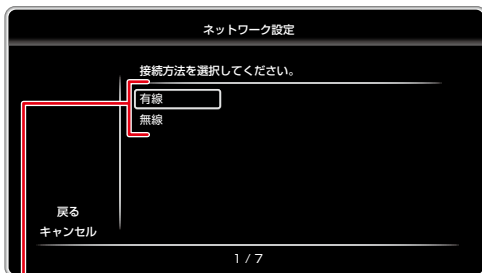 ネットワーク設定
接続方法を選択してください。
有線
無線
戻る
キャンセル
1 / 7